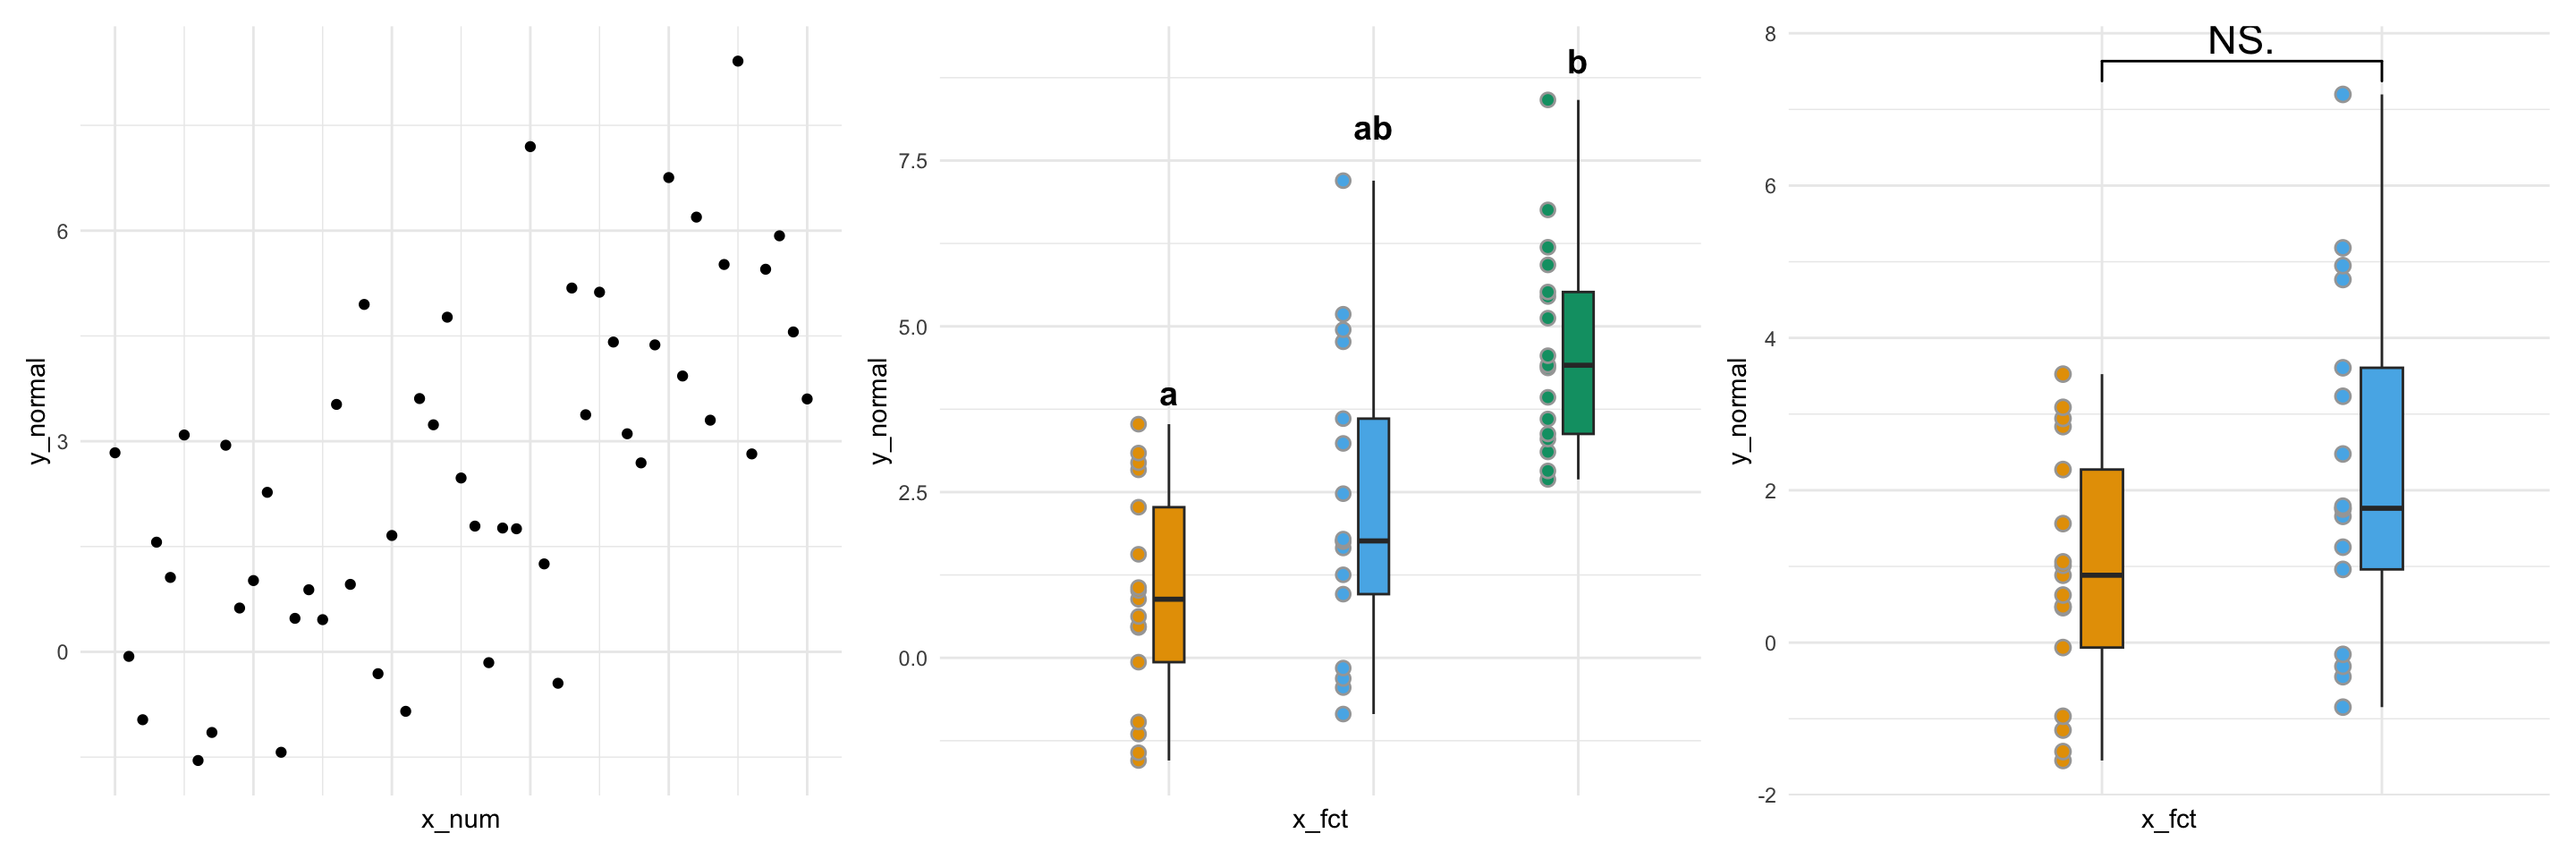 y_normal
6
3
0
x_num
y_normal
7.5
5.0
2.5
0.0
a
ab
b
x_fct
y_normal
8
6
4
2
0
-2
NS.
x_fct